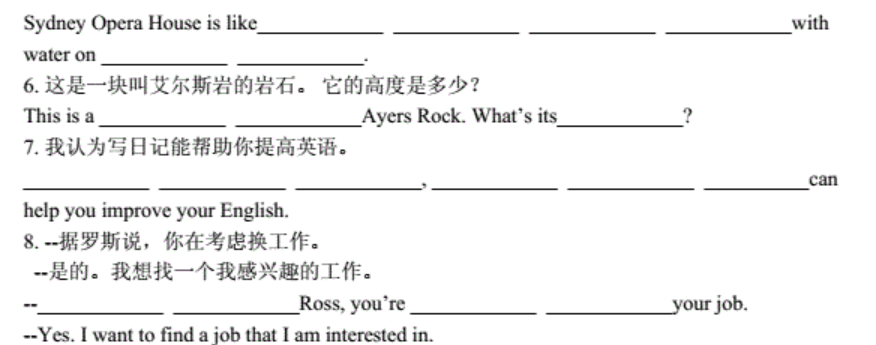 Sydney Opera House is like____________ ____________ ____________ ____________with
water on ____________ ____________.
6. 这是一块叫艾尔斯岩的岩石。 它的高度是多少?
This is a ____________ ____________Ayers Rock. What’s its____________?
7. 我认为写日记能帮助你提高英语。
____________ ____________ ____________, ____________ ____________ __________can
help you improve your English.
8. --据罗斯说，你在考虑换工作。
--是的。我想找一个我感兴趣的工作。
--____________ ____________Ross, you’re ____________ ____________your job.
--Yes. I want to find a job that I am interested in.